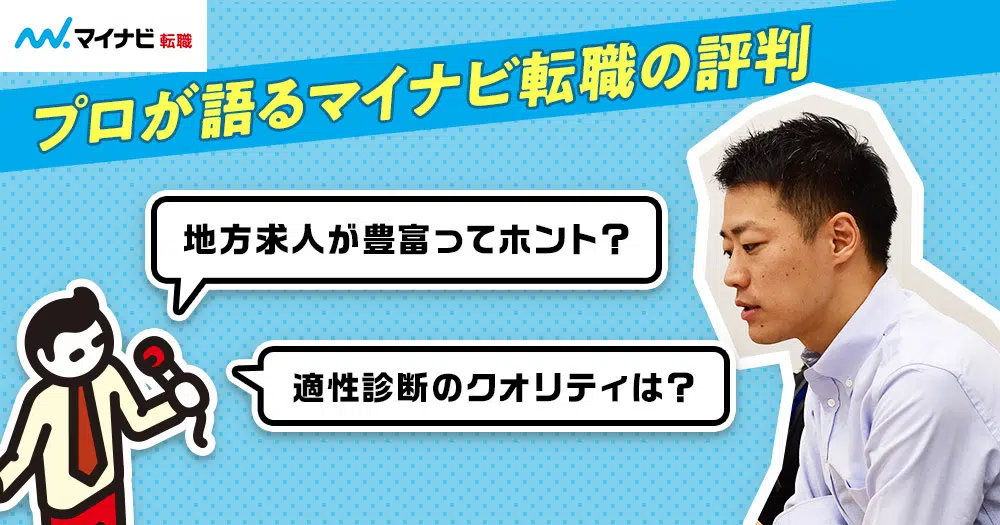 マイナビ転職
プロが語るマイナビ転職の評判
地方求人が豊富ってホント？
適性診断のクオリティは？